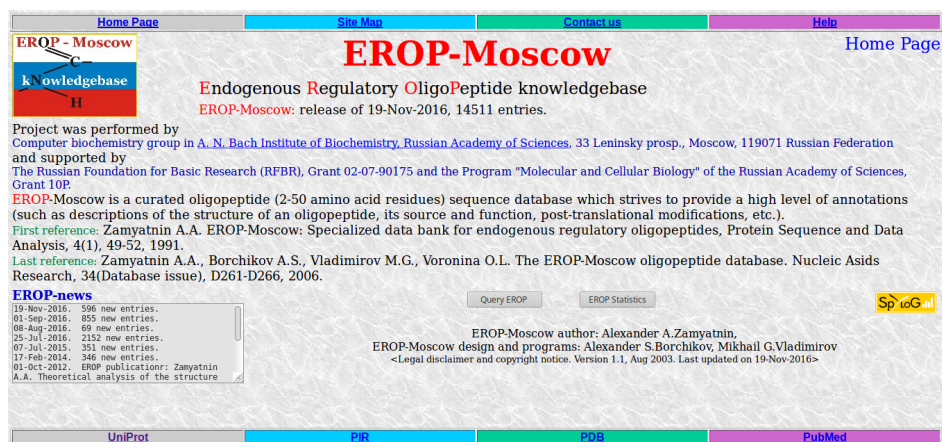 Home Page Site Map Contact us Help
EROP - Moscow
C
kNowledgebase
H
EROP-Moscow
Home Page
Endogenous Regulatory OligoPeptide knowledgebase
EROP-Moscow: release of 19-Nov-2016, 14511 entries.
Project was performed by
Computer biochemistry group in A. N. Bach Institute of Biochemistry, Russian Academy of Sciences, 33 Leninsky prosp., Moscow, 119071 Russian Federation
and supported by
The Russian Foundation for Basic Research (RFBR), Grant 02-07-90175 and the Program "Molecular and Cellular Biology" of the Russian Academy of Sciences,
Grant 10P.
EROP-Moscow is a curated oligopeptide (2-50 amino acid residues) sequence database which strives to provide a high level of annotations
(such as descriptions of the structure of an oligopeptide, its source and function, post-translational modifications, etc.).
First reference: Zamyatnin A.A. EROP-Moscow: Specialized data bank for endogenous regulatory oligopeptides, Protein Sequence and Data
Analysis, 4(1), 49-52, 1991.
Last reference: Zamyatnin A.A., Borchikov A.S., Vladimirov M.G., Voronina O.L. The EROP-Moscow oligopeptide database. Nucleic Asids
Research, 34(Database issue), D261-D266, 2006.
EROP-news
19-Nov-2016. 596 new entries.
01-Sep-2016. 855 new entries.
08-Aug-2016. 69 new entries.
25-Jul-2016. 2152 new entries.
07-Jul-2015. 351 new entries.
17-Feb-2014. 346 new entries.
01-Oct-2012. EROP publicationr: Zamyatnin
A.A. Theoretical analysis of the structure
Query EROP EROP Statistics
SpyLOG
EROP-Moscow author: Alexander A.Zamyatnin,
EROP-Moscow design and programs: Alexander S.Borchikov, Mikhail G.Vladimirov
<Legal disclaimer and copyright notice. Version 1.1, Aug 2003. Last updated on 19-Nov-2016>
UniProt PIR PDB PubMed